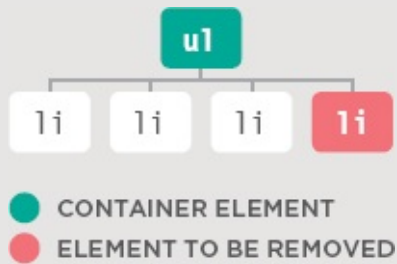 ul
li li li li
CONTAINER ELEMENT
ELEMENT TO BE REMOVED